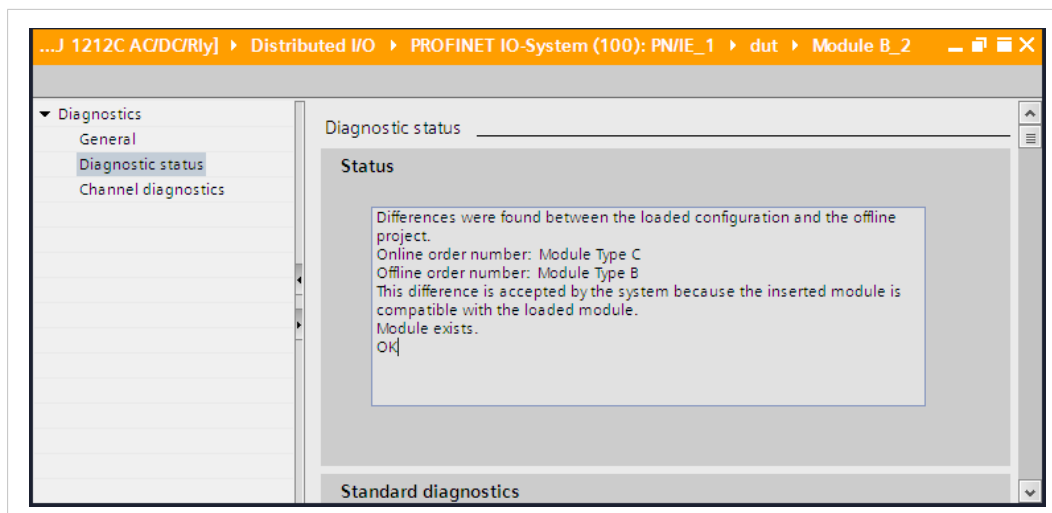 ...J 1212C AC/DC/Rly] ▸ Distributed I/O ▸ PROFINET IO-System (100): PN/IE_1 ▸ dut ▸ Module B_2
Diagnostics
General
Diagnostic status
Channel diagnostics
Diagnostic status
Status
Differences were found between the loaded configuration and the offline
project.
Online order number: Module Type C
Offline order number: Module Type B
This difference is accepted by the system because the inserted module is
compatible with the loaded module.
Module exists.
OK
Standard diagnostics